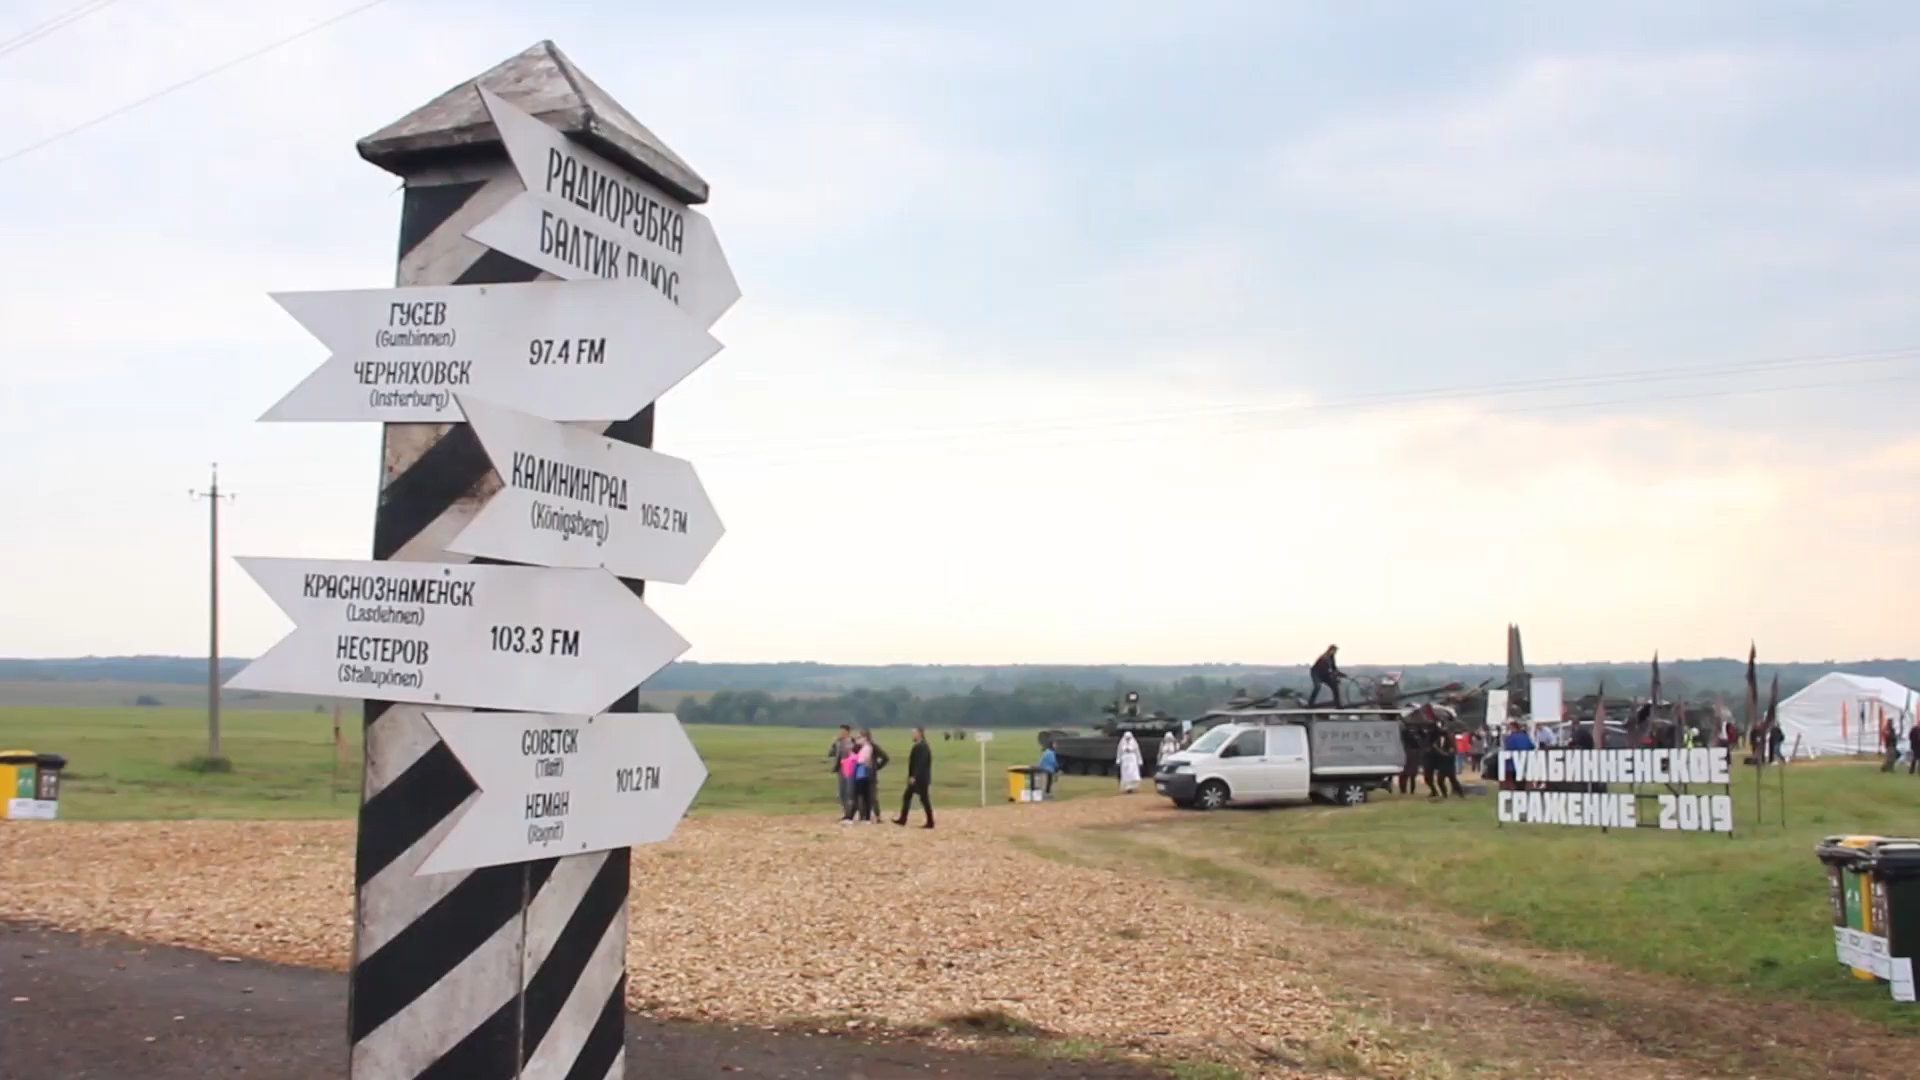 РАДИОРУБКА
БАЛТИК ПЛЮС
ГУСЕВ
(Gumbinnen)
ЧЕРНЯХОВСК
(Insterburg)
97.4 FM
КАЛИНИНГРАД
(Königsberg)
105.2 FM
КРАСНОЗНАМЕНСК
(Lasdehnen)
НЕСТЕРОВ
(Stallupönen)
103.3 FM
СОВЕТСК
(Tilsit)
НЕМАН
(Ragnit)
101.2 FM
ГУМБИННЕНСКОЕ
СРАЖЕНИЕ 2019